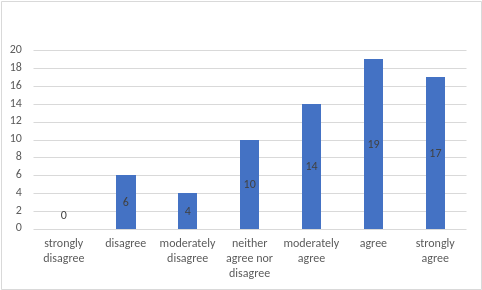 20
18
16
14
12
10
8
6
4
2
0
0
6
4
10
14
19
17
strongly disagree
disagree
moderately disagree
neither agree nor disagree
moderately agree
agree
strongly agree